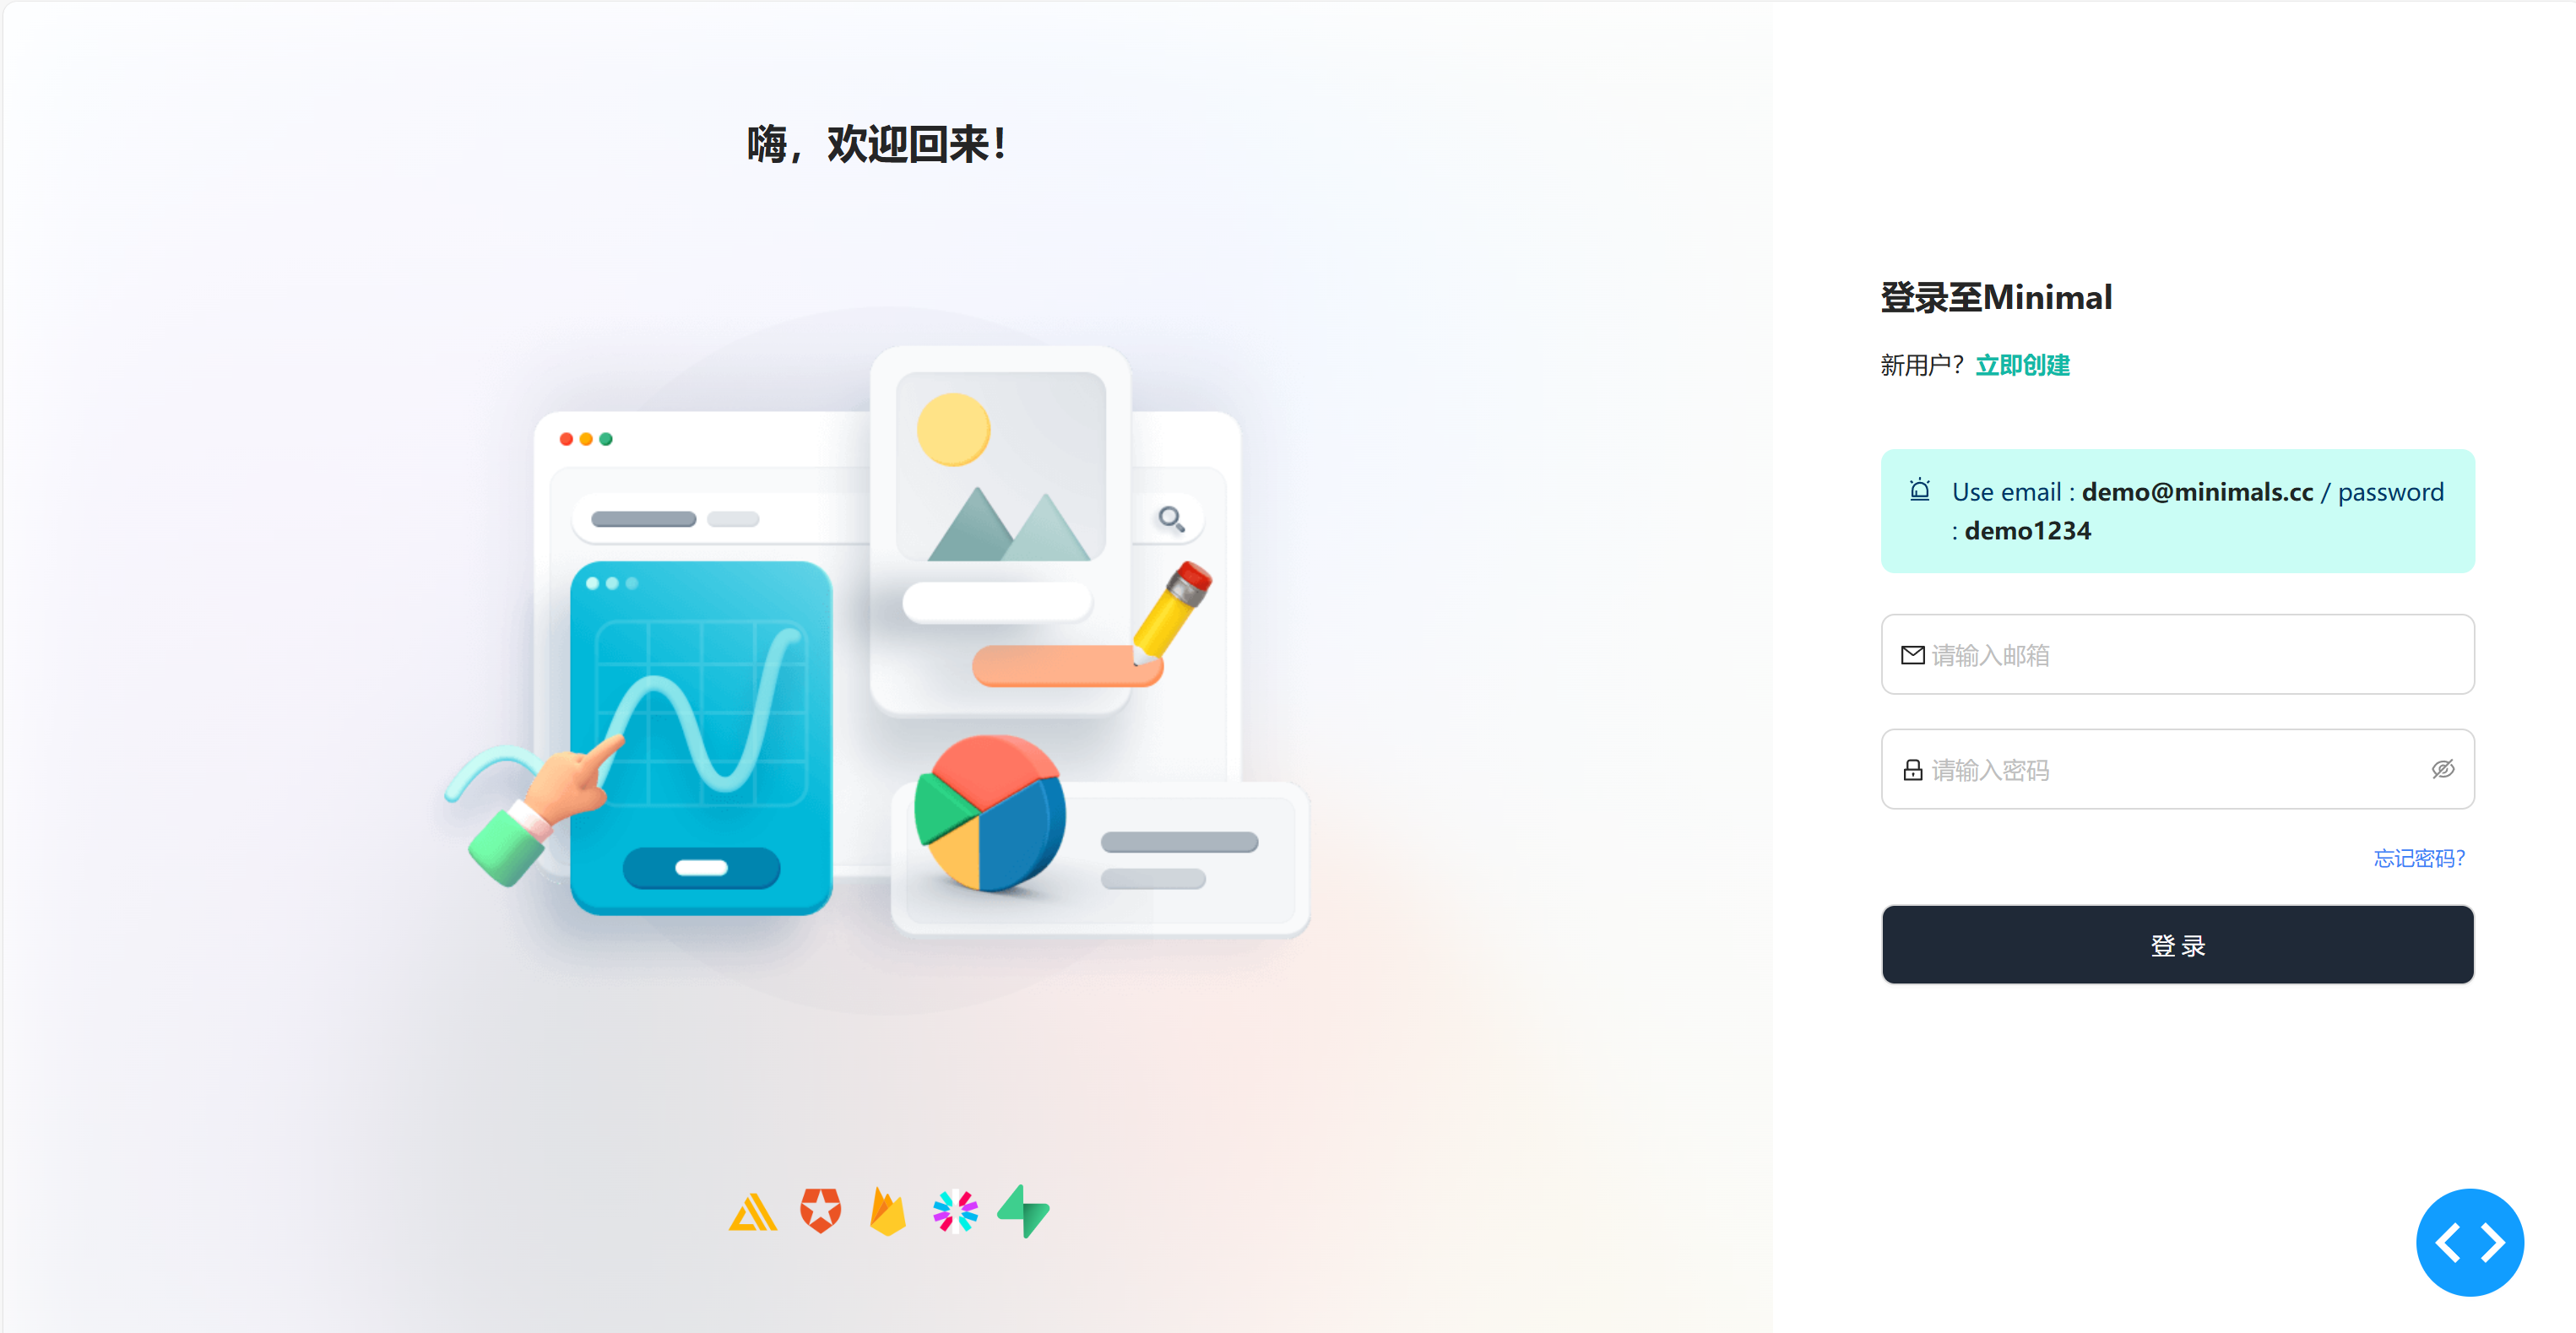 嗨，欢迎回来！
登录至Minimal
新用户？立即创建
Use email : demo@minimals.cc / password
: demo1234
请输入邮箱
请输入密码
忘记密码?
登 录